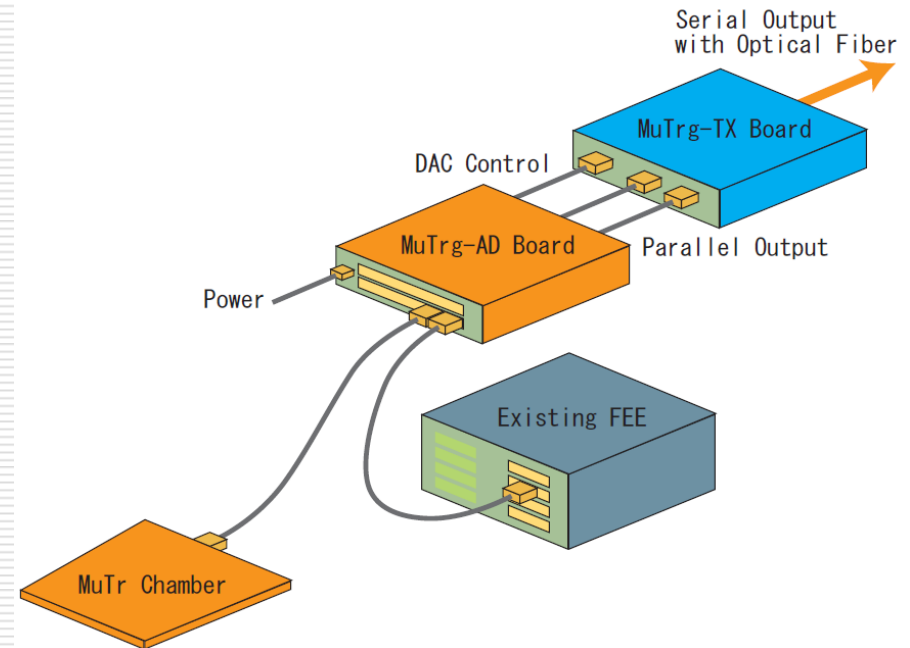 Serial Output
with Optical Fiber
MuTrg-TX Board
DAC Control
MuTrg-AD Board
Parallel Output
Power
Existing FEE
MuTr Chamber